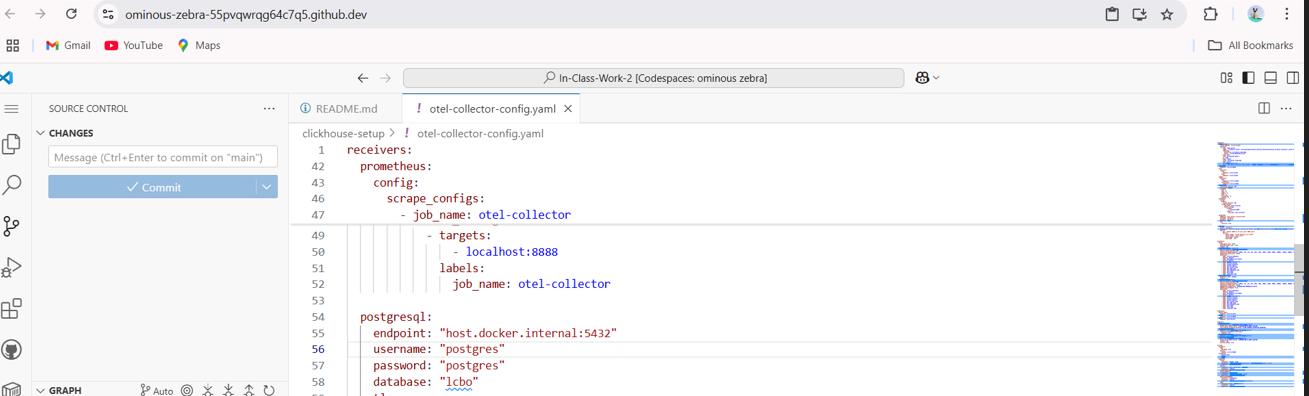 ominous-zebra-55pvqwrqg64c7q5.github.dev
Gmail YouTube Maps All Bookmarks
In-Class-Work-2 [Codespaces: ominous zebra]
SOURCE CONTROL
README.md ! otel-collector-config.yaml
CHANGES
clickhouse-setup > ! otel-collector-config.yaml
Message (Ctrl+Enter to commit on "main")
Commit
1 receivers:
42 prometheus:
43 config:
46 scrape_configs:
47 - job_name: otel-collector
49 - targets:
50 - localhost:8888
51 labels:
52 job_name: otel-collector
53
54 postgresql:
55 endpoint: "host.docker.internal:5432"
56 username: "postgres"
57 password: "postgres"
58 database: "lcbo"
GRAPH Auto